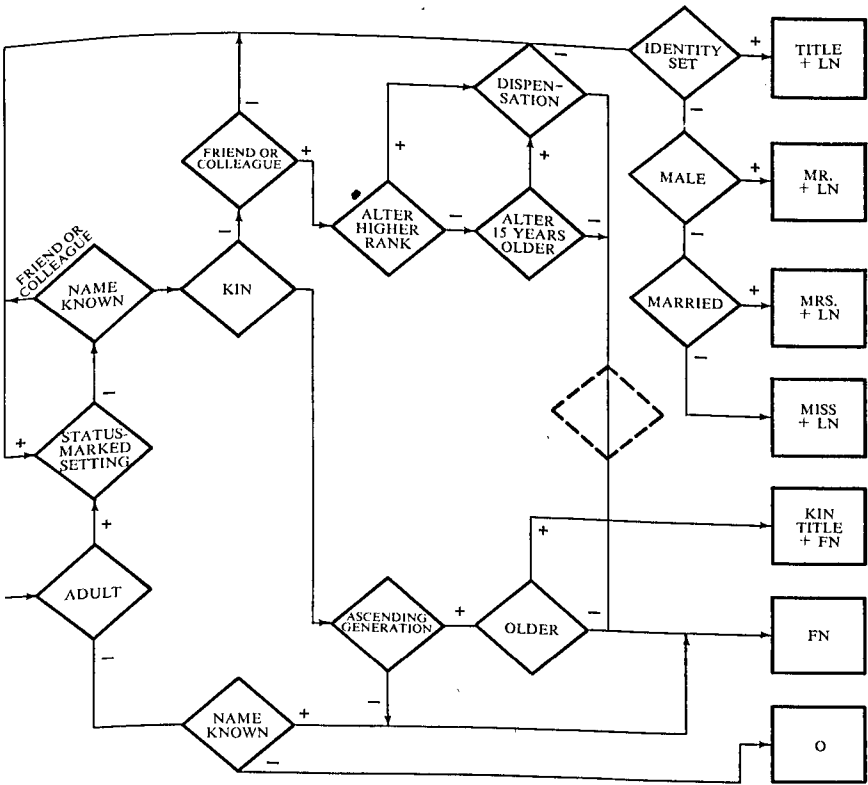 IDENTITY
SET
+
TITLE
+ LN
−
DISPEN-
SATION
−
−
FRIEND OR
COLLEAGUE
+
+
ALTER
HIGHER
RANK
−
+
ALTER
15 YEARS
OLDER
−
MALE
+
MR.
+ LN
−
FRIEND OR
COLLEAGUE
NAME
KNOWN
KIN
−
MARRIED
+
MRS.
+ LN
−
−
MISS
+ LN
+
STATUS-
MARKED
SETTING
+
KIN
TITLE
+ FN
+
ADULT
−
ASCENDING
GENERATION
+
OLDER
−
FN
−
NAME
KNOWN
+
−
O